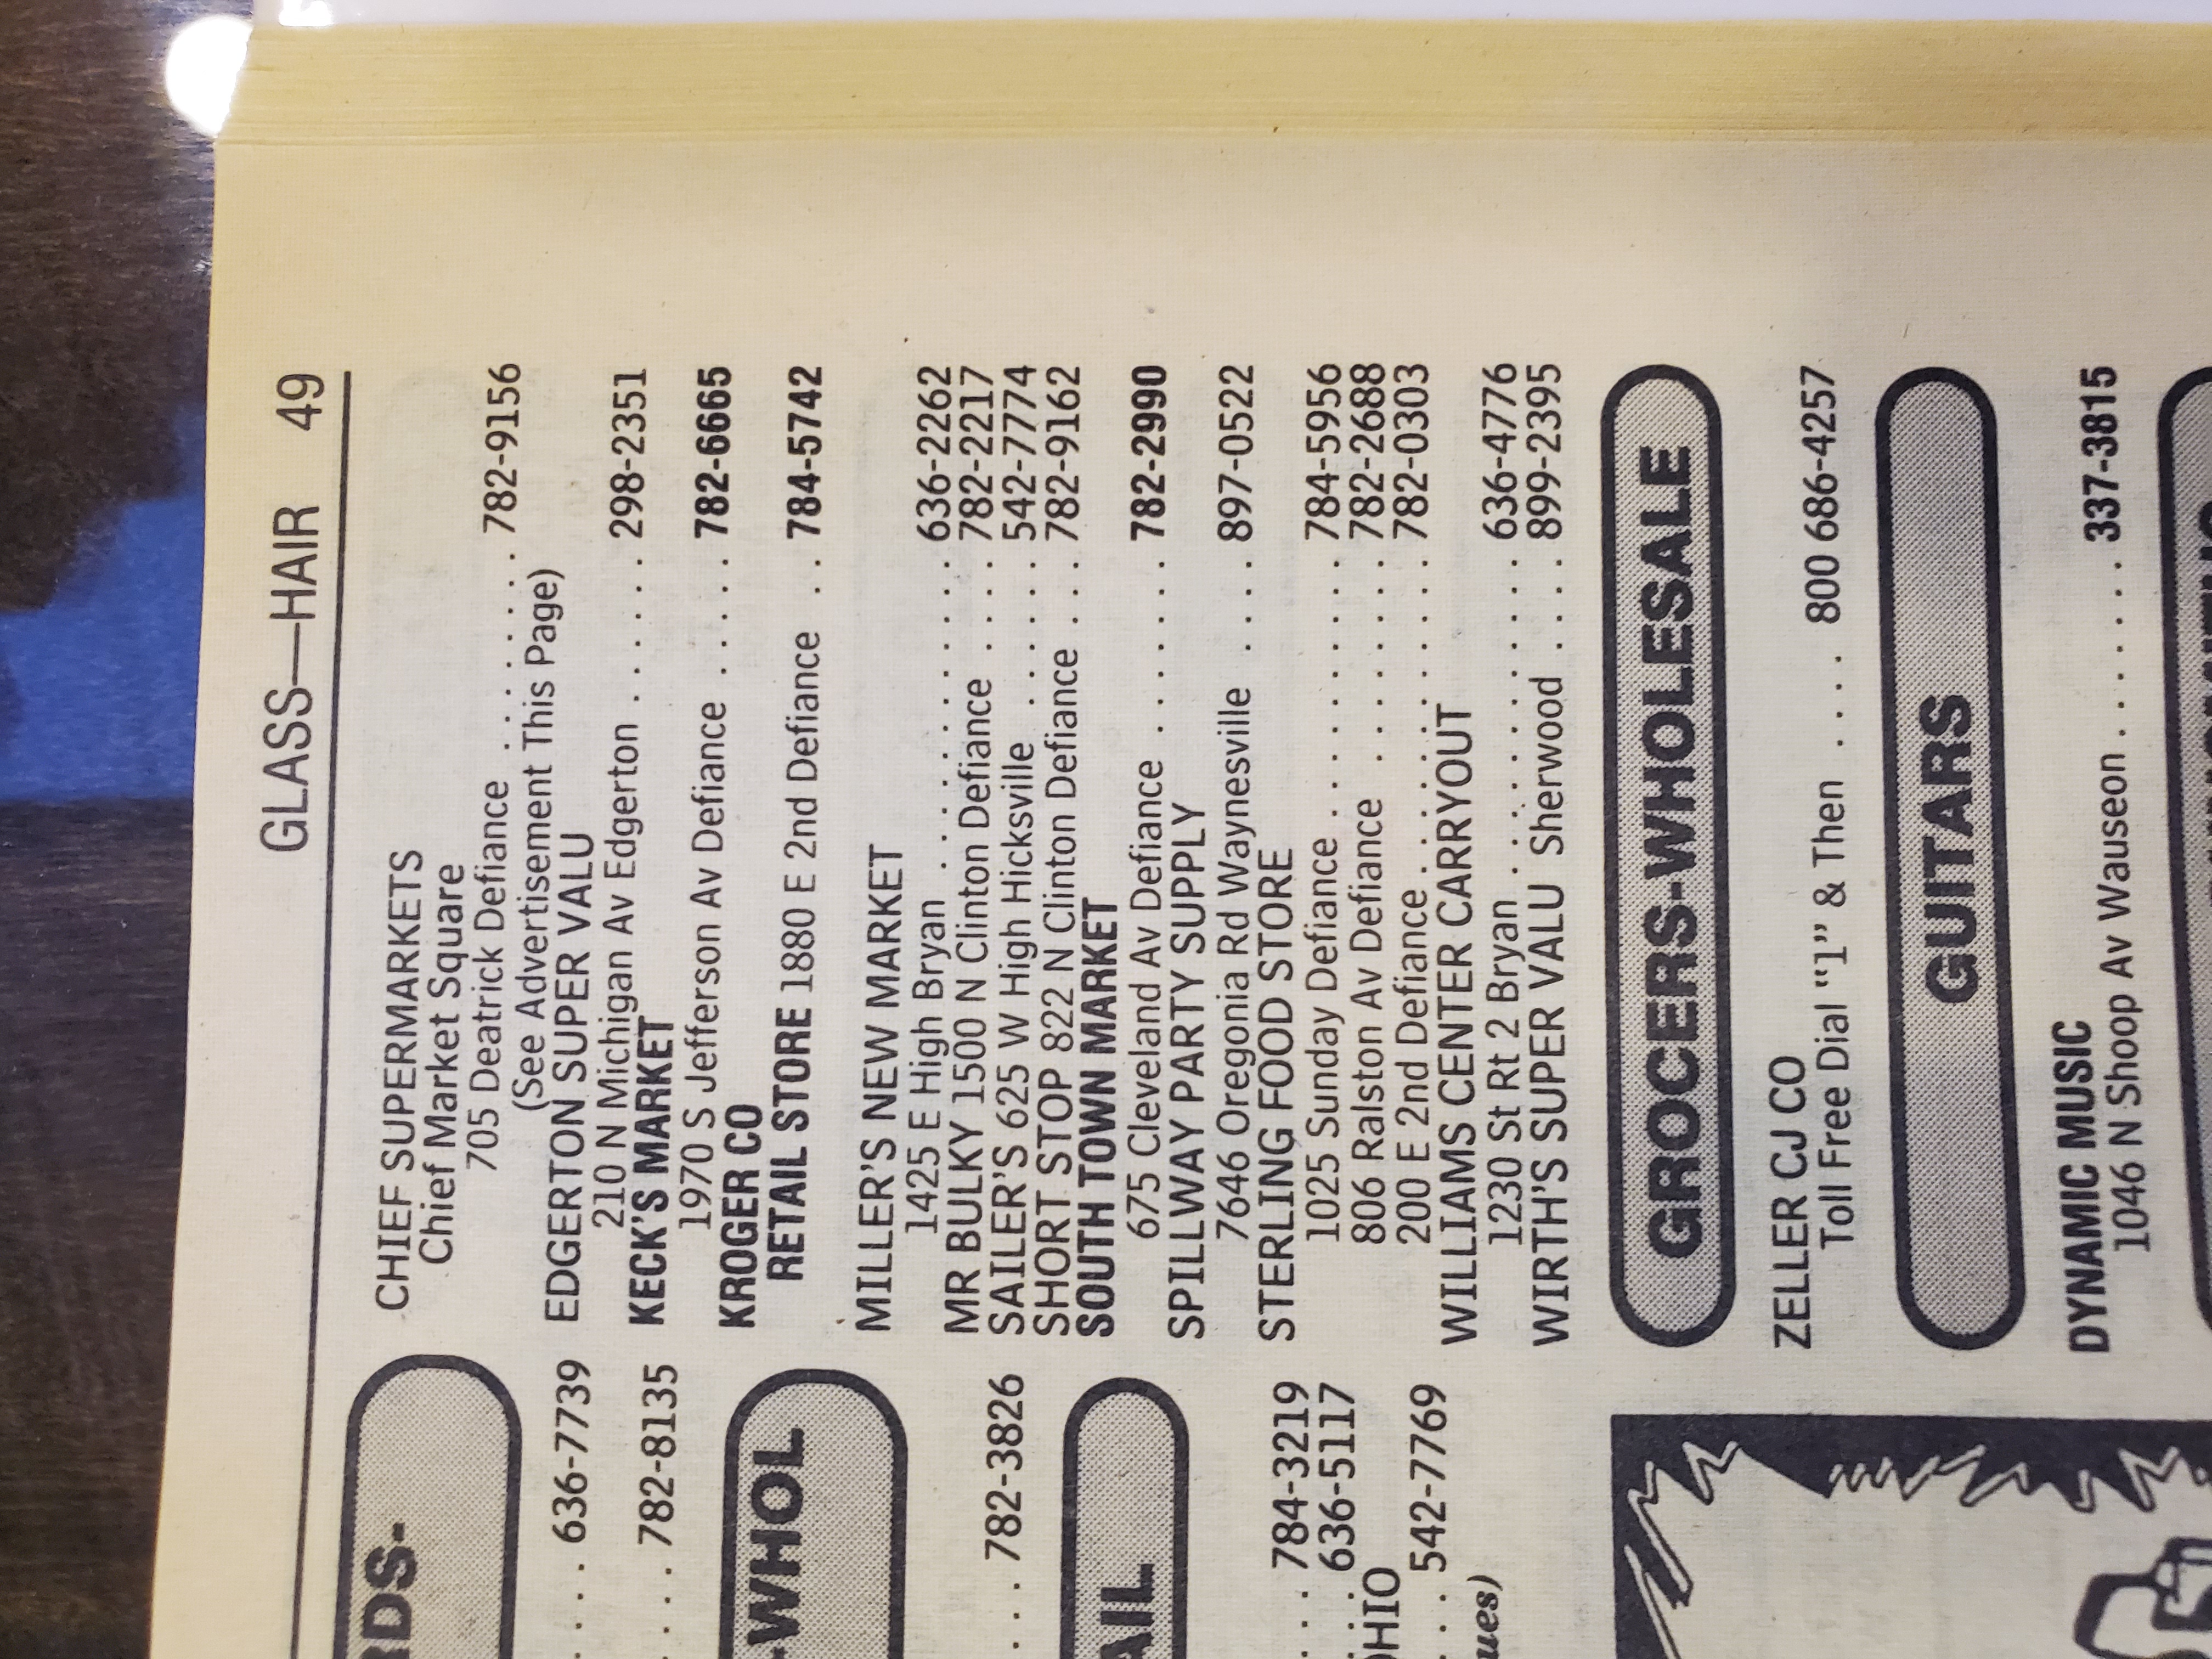 GLASS—HAIR 49
RDS-
. . . . 636-7739
. . . . 782-8135
-WHOL
. . . 782-3826
AIL
. . . 784-3219
. . . 636-5117
OHIO
. . . 542-7769
CHIEF SUPERMARKETS
Chief Market Square
705 Deatrick Defiance . . . . . . . 782-9156
(See Advertisement This Page)
EDGERTON SUPER VALU
210 N Michigan Av Edgerton . . . . . 298-2351
KECK'S MARKET
1970 S Jefferson Av Defiance . . . . 782-6665
KROGER CO
RETAIL STORE 1880 E 2nd Defiance . . 784-5742
MILLER'S NEW MARKET
1425 E High Bryan . . . . . . . . . . . 636-2262
MR BULKY 1500 N Clinton Defiance . . . 782-2217
SAILER'S 625 W High Hicksville . . . . . 542-7774
SHORT STOP 822 N Clinton Defiance . . . 782-9162
SOUTH TOWN MARKET
675 Cleveland Av Defiance . . . . . . 782-2990
SPILLWAY PARTY SUPPLY
7646 Oregonia Rd Waynesville . . . 897-0522
STERLING FOOD STORE
1025 Sunday Defiance . . . . . . . . . 784-5956
806 Ralston Av Defiance . . . . . . . 782-2688
200 E 2nd Defiance . . . . . . . . . . 782-0303
WILLIAMS CENTER CARRYOUT
1230 St Rt 2 Bryan . . . . . . . . . . . 636-4776
WIRTH'S SUPER VALU Sherwood . . . 899-2395
GROCERS-WHOLESALE
ZELLER CJ CO
Toll Free Dial "1" & Then . . . . 800 686-4257
GUITARS
DYNAMIC MUSIC
1046 N Shoop Av Wauseon . . . . . . . 337-3815